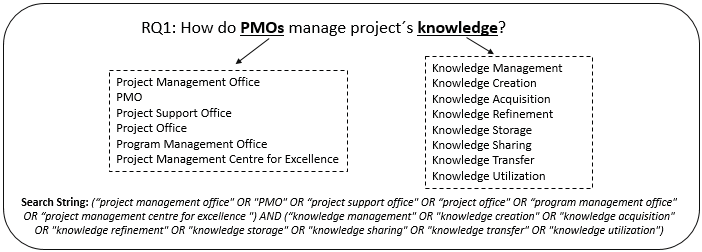 RQ1: How do PMOs manage project´s knowledge?
Project Management Office
PMO
Project Support Office
Project Office
Program Management Office
Project Management Centre for Excellence
Knowledge Management
Knowledge Creation
Knowledge Acquisition
Knowledge Refinement
Knowledge Storage
Knowledge Sharing
Knowledge Transfer
Knowledge Utilization
Search String: (“project management office" OR "PMO" OR “project support office" OR “project office" OR “program management office"
OR “project management centre for excellence ") AND (“knowledge management" OR "knowledge creation" OR "knowledge acquisition"
OR "knowledge refinement" OR "knowledge storage" OR "knowledge sharing" OR "knowledge transfer" OR "knowledge utilization")